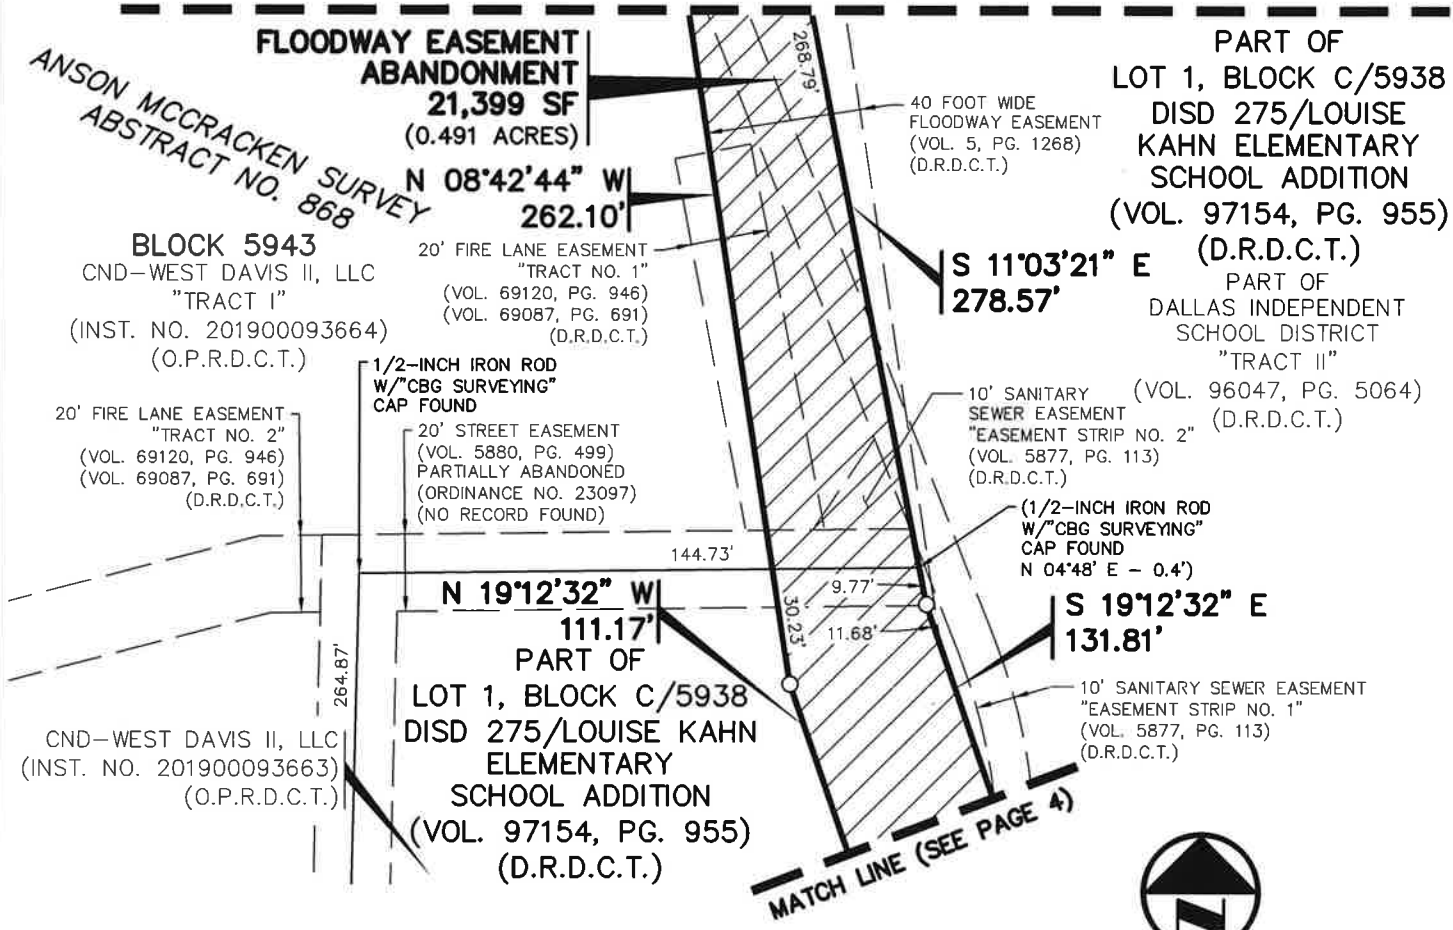 FLOODWAY EASEMENT
ABANDONMENT
21,399 SF
(0.491 ACRES)
ANSON MCCRACKEN SURVEY
ABSTRACT NO. 868
N 08°42'44" W
262.10'
268.79'
40 FOOT WIDE
FLOODWAY EASEMENT
(VOL. 5, PG. 1268)
(D.R.D.C.T.)
PART OF
LOT 1, BLOCK C/5938
DISD 275/LOUISE
KAHN ELEMENTARY
SCHOOL ADDITION
(VOL. 97154, PG. 955)
(D.R.D.C.T.)
PART OF
DALLAS INDEPENDENT
SCHOOL DISTRICT
"TRACT II"
(VOL. 96047, PG. 5064)
(D.R.D.C.T.)
BLOCK 5943
CND-WEST DAVIS II, LLC
"TRACT I"
(INST. NO. 201900093664)
(O.P.R.D.C.T.)
20' FIRE LANE EASEMENT
"TRACT NO. 1"
(VOL. 69120, PG. 946)
(VOL. 69087, PG. 691)
(D.R.D.C.T.)
S 11°03'21" E
278.57'
1/2-INCH IRON ROD
W/"CBG SURVEYING"
CAP FOUND
20' FIRE LANE EASEMENT
"TRACT NO. 2"
(VOL. 69120, PG. 946)
(VOL. 69087, PG. 691)
(D.R.D.C.T.)
20' STREET EASEMENT
(VOL. 5880, PG. 499)
PARTIALLY ABANDONED
(ORDINANCE NO. 23097)
(NO RECORD FOUND)
10' SANITARY
SEWER EASEMENT
"EASEMENT STRIP NO. 2"
(VOL. 5877, PG. 113)
(D.R.D.C.T.)
(1/2-INCH IRON ROD
W/"CBG SURVEYING"
CAP FOUND
N 04°48' E - 0.4')
144.73'
9.77'
30.23'
11.68'
N 19°12'32" W
111.17'
S 19°12'32" E
131.81'
264.87'
PART OF
LOT 1, BLOCK C/5938
DISD 275/LOUISE KAHN
ELEMENTARY
SCHOOL ADDITION
(VOL. 97154, PG. 955)
(D.R.D.C.T.)
10' SANITARY SEWER EASEMENT
"EASEMENT STRIP NO. 1"
(VOL. 5877, PG. 113)
(D.R.D.C.T.)
CND-WEST DAVIS II, LLC
(INST. NO. 201900093663)
(O.P.R.D.C.T.)
MATCH LINE (SEE PAGE 4)
N